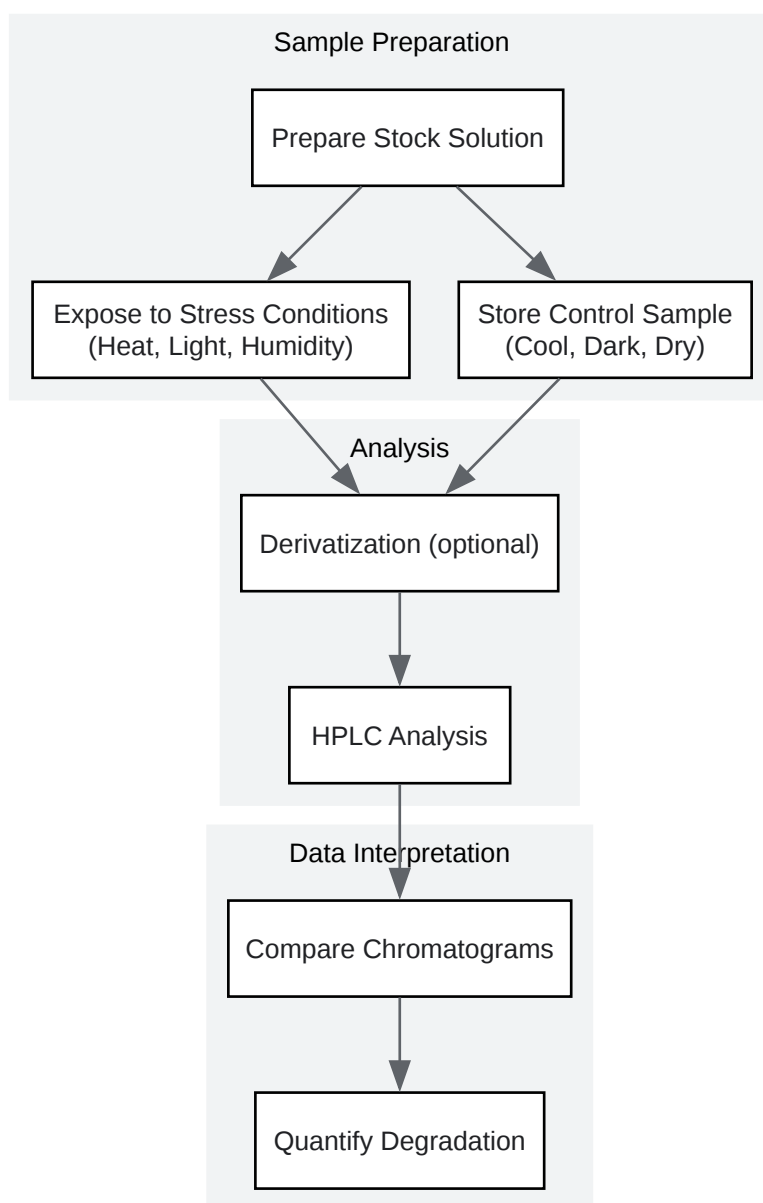 Sample Preparation
Prepare Stock Solution
Expose to Stress Conditions
(Heat, Light, Humidity)
Store Control Sample
(Cool, Dark, Dry)
Analysis
Derivatization (optional)
HPLC Analysis
Data Interpretation
Compare Chromatograms
Quantify Degradation